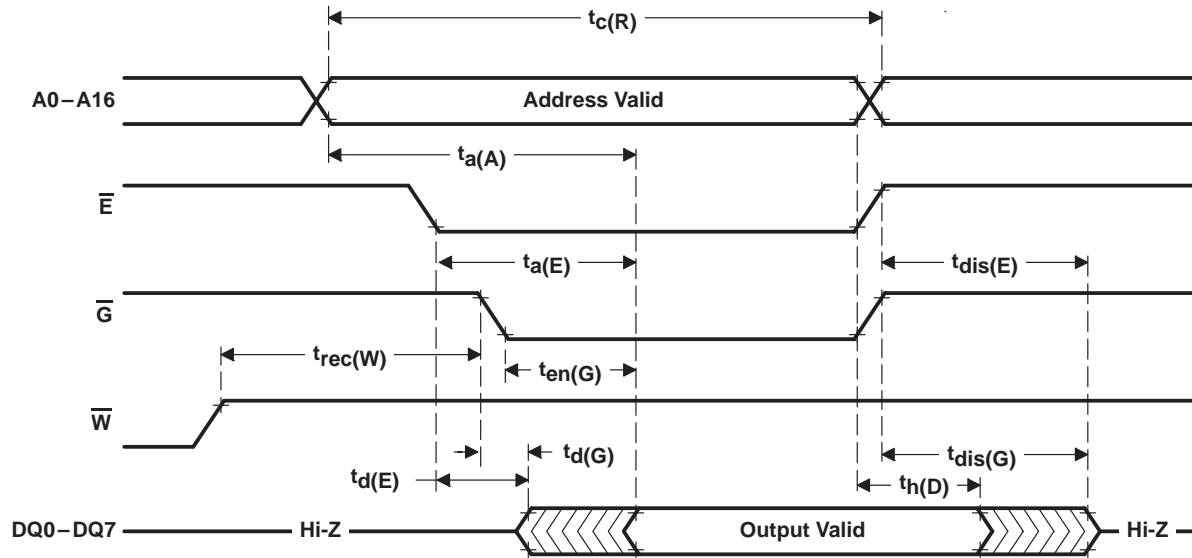 tc(R)
A0–A16
Address Valid
ta(A)
E
ta(E)
tdis(E)
G
trec(W)
ten(G)
W
td(G)
tdis(G)
td(E)
th(D)
DQ0–DQ7
Hi-Z
Output Valid
Hi-Z